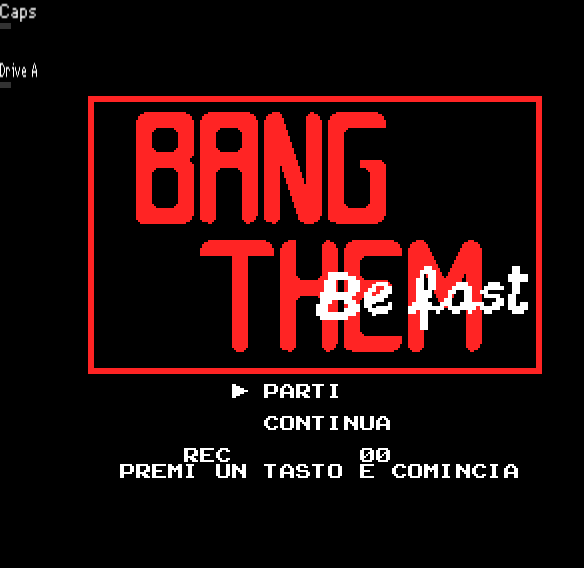 Caps
Drive A
BANG
THEM
Be fast
► PARTI
CONTINUA
REC 00
PREMI UN TASTO E COMINCIA